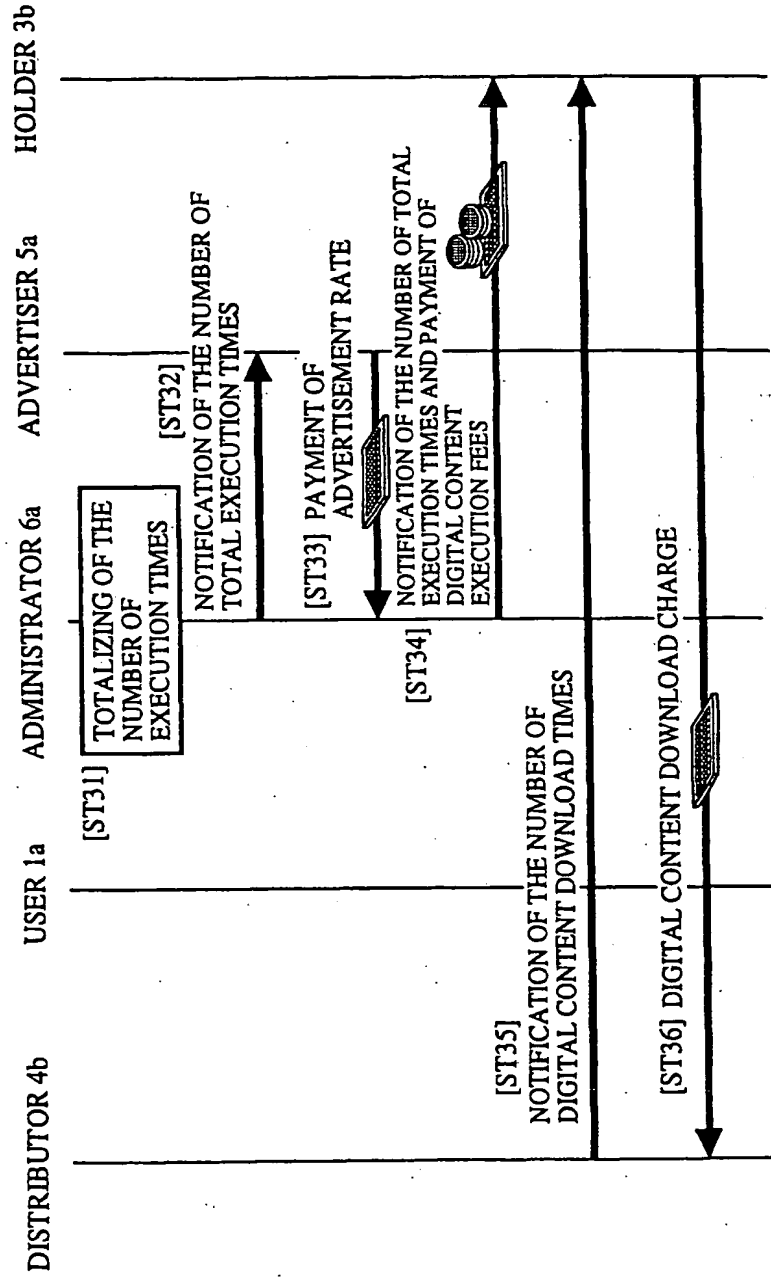 DISTRIBUTOR 4b
USER 1a
ADMINISTRATOR 6a
ADVERTISER 5a
HOLDER 3b
[ST31]
TOTALIZING OF THE
NUMBER OF
EXECUTION TIMES
[ST32]
NOTIFICATION OF THE NUMBER OF
TOTAL EXECUTION TIMES
[ST33] PAYMENT OF
ADVERTISEMENT RATE
[ST34]
NOTIFICATION OF THE NUMBER OF TOTAL
EXECUTION TIMES AND PAYMENT OF
DIGITAL CONTENT
EXECUTION FEES
[ST35]
NOTIFICATION OF THE NUMBER OF
DIGITAL CONTENT DOWNLOAD TIMES
[ST36] DIGITAL CONTENT DOWNLOAD CHARGE